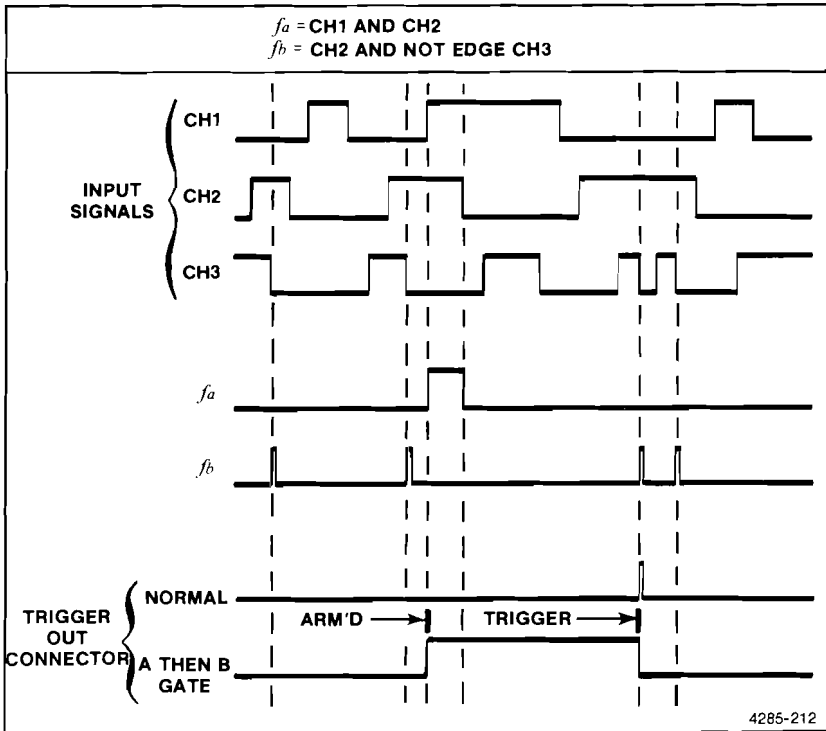 fa = CH1 AND CH2
fb = CH2 AND NOT EDGE CH3
CH1
INPUT
SIGNALS
CH2
CH3
fa
fb
NORMAL
ARM'D
TRIGGER
TRIGGER
OUT
CONNECTOR
A THEN B
GATE
4285-212